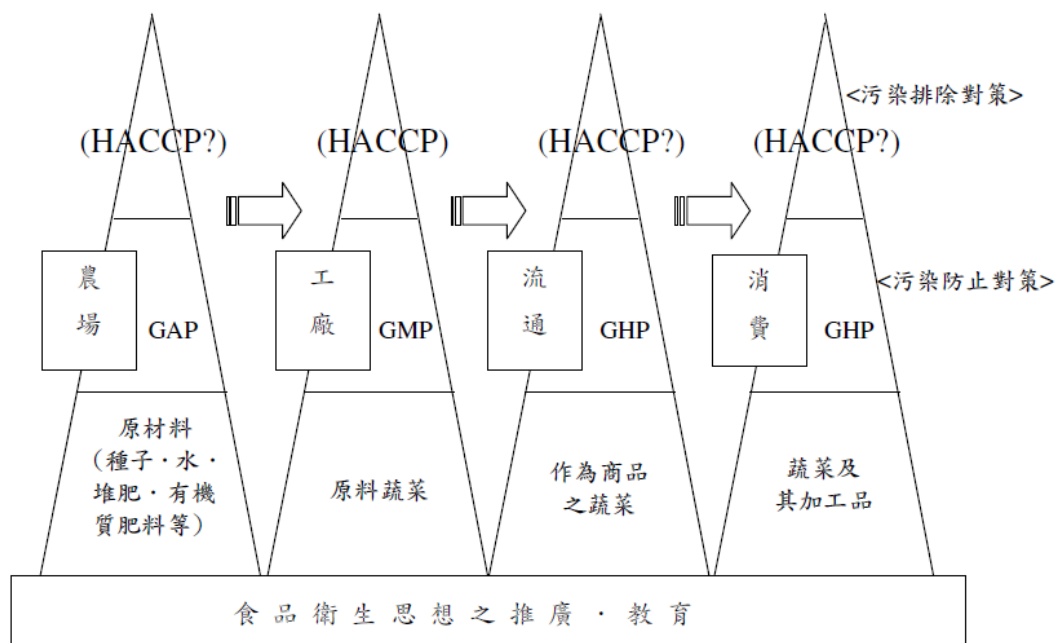 <污染排除對策>
(HACCP?)
(HACCP)
(HACCP?)
(HACCP?)
農
場
GAP
工
廠
GMP
流
通
GHP
消
費
GHP
<污染防止對策>
原材料
(種子・水・
堆肥・有機
質肥料等)
原料蔬菜
作為商品
之蔬菜
蔬菜及
其加工品
食品衛生思想之推廣・教育